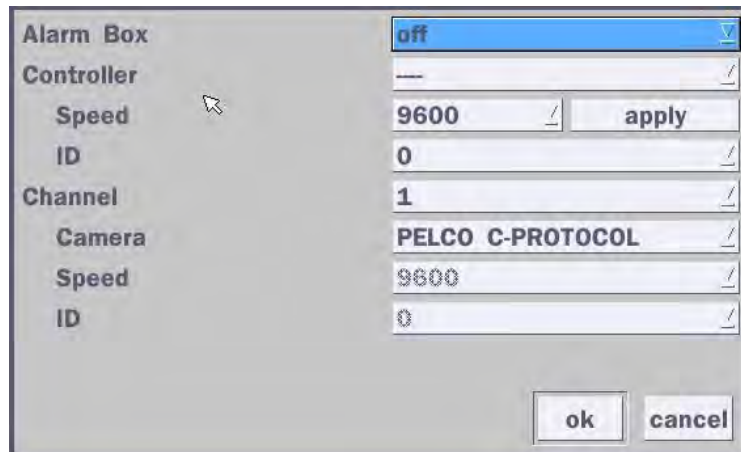 Alarm Box off
Controller ---
Speed 9600 apply
ID 0
Channel 1
Camera PELCO C-PROTOCOL
Speed 9600
ID 0
ok cancel